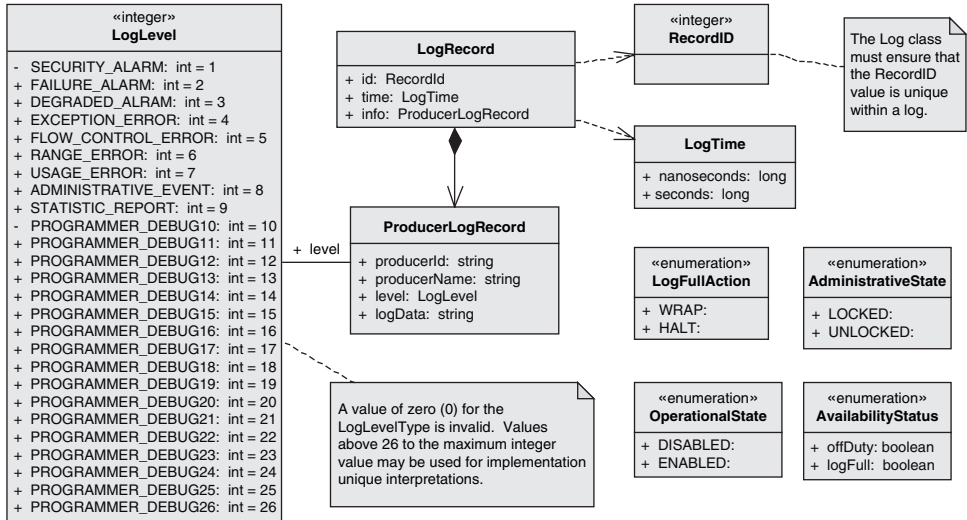 «integer»
LogLevel
- SECURITY_ALARM: int = 1
+ FAILURE_ALARM: int = 2
+ DEGRADED_ALRAM: int = 3
+ EXCEPTION_ERROR: int = 4
+ FLOW_CONTROL_ERROR: int = 5
+ RANGE_ERROR: int = 6
+ USAGE_ERROR: int = 7
+ ADMINISTRATIVE_EVENT: int = 8
+ STATISTIC_REPORT: int = 9
- PROGRAMMER_DEBUG10: int = 10
+ PROGRAMMER_DEBUG11: int = 11
+ PROGRAMMER_DEBUG12: int = 12
+ PROGRAMMER_DEBUG13: int = 13
+ PROGRAMMER_DEBUG14: int = 14
+ PROGRAMMER_DEBUG15: int = 15
+ PROGRAMMER_DEBUG16: int = 16
+ PROGRAMMER_DEBUG17: int = 17
+ PROGRAMMER_DEBUG18: int = 18
+ PROGRAMMER_DEBUG19: int = 19
+ PROGRAMMER_DEBUG20: int = 20
+ PROGRAMMER_DEBUG21: int = 21
+ PROGRAMMER_DEBUG22: int = 22
+ PROGRAMMER_DEBUG23: int = 23
+ PROGRAMMER_DEBUG24: int = 24
+ PROGRAMMER_DEBUG25: int = 25
+ PROGRAMMER_DEBUG26: int = 26
LogRecord
+ id: RecordId
+ time: LogTime
+ info: ProducerLogRecord
«integer»
RecordID
The Log class
must ensure that
the RecordID
value is unique
within a log.
LogTime
+ nanoseconds: long
+ seconds: long
+ level
ProducerLogRecord
+ producerId: string
+ producerName: string
+ level: LogLevel
+ logData: string
«enumeration»
LogFullAction
+ WRAP:
+ HALT:
«enumeration»
AdministrativeState
+ LOCKED:
+ UNLOCKED:
A value of zero (0) for the
LogLevelType is invalid. Values
above 26 to the maximum integer
value may be used for implementation
unique interpretations.
«enumeration»
OperationalState
+ DISABLED:
+ ENABLED:
«enumeration»
AvailabilityStatus
+ offDuty: boolean
+ logFull: boolean